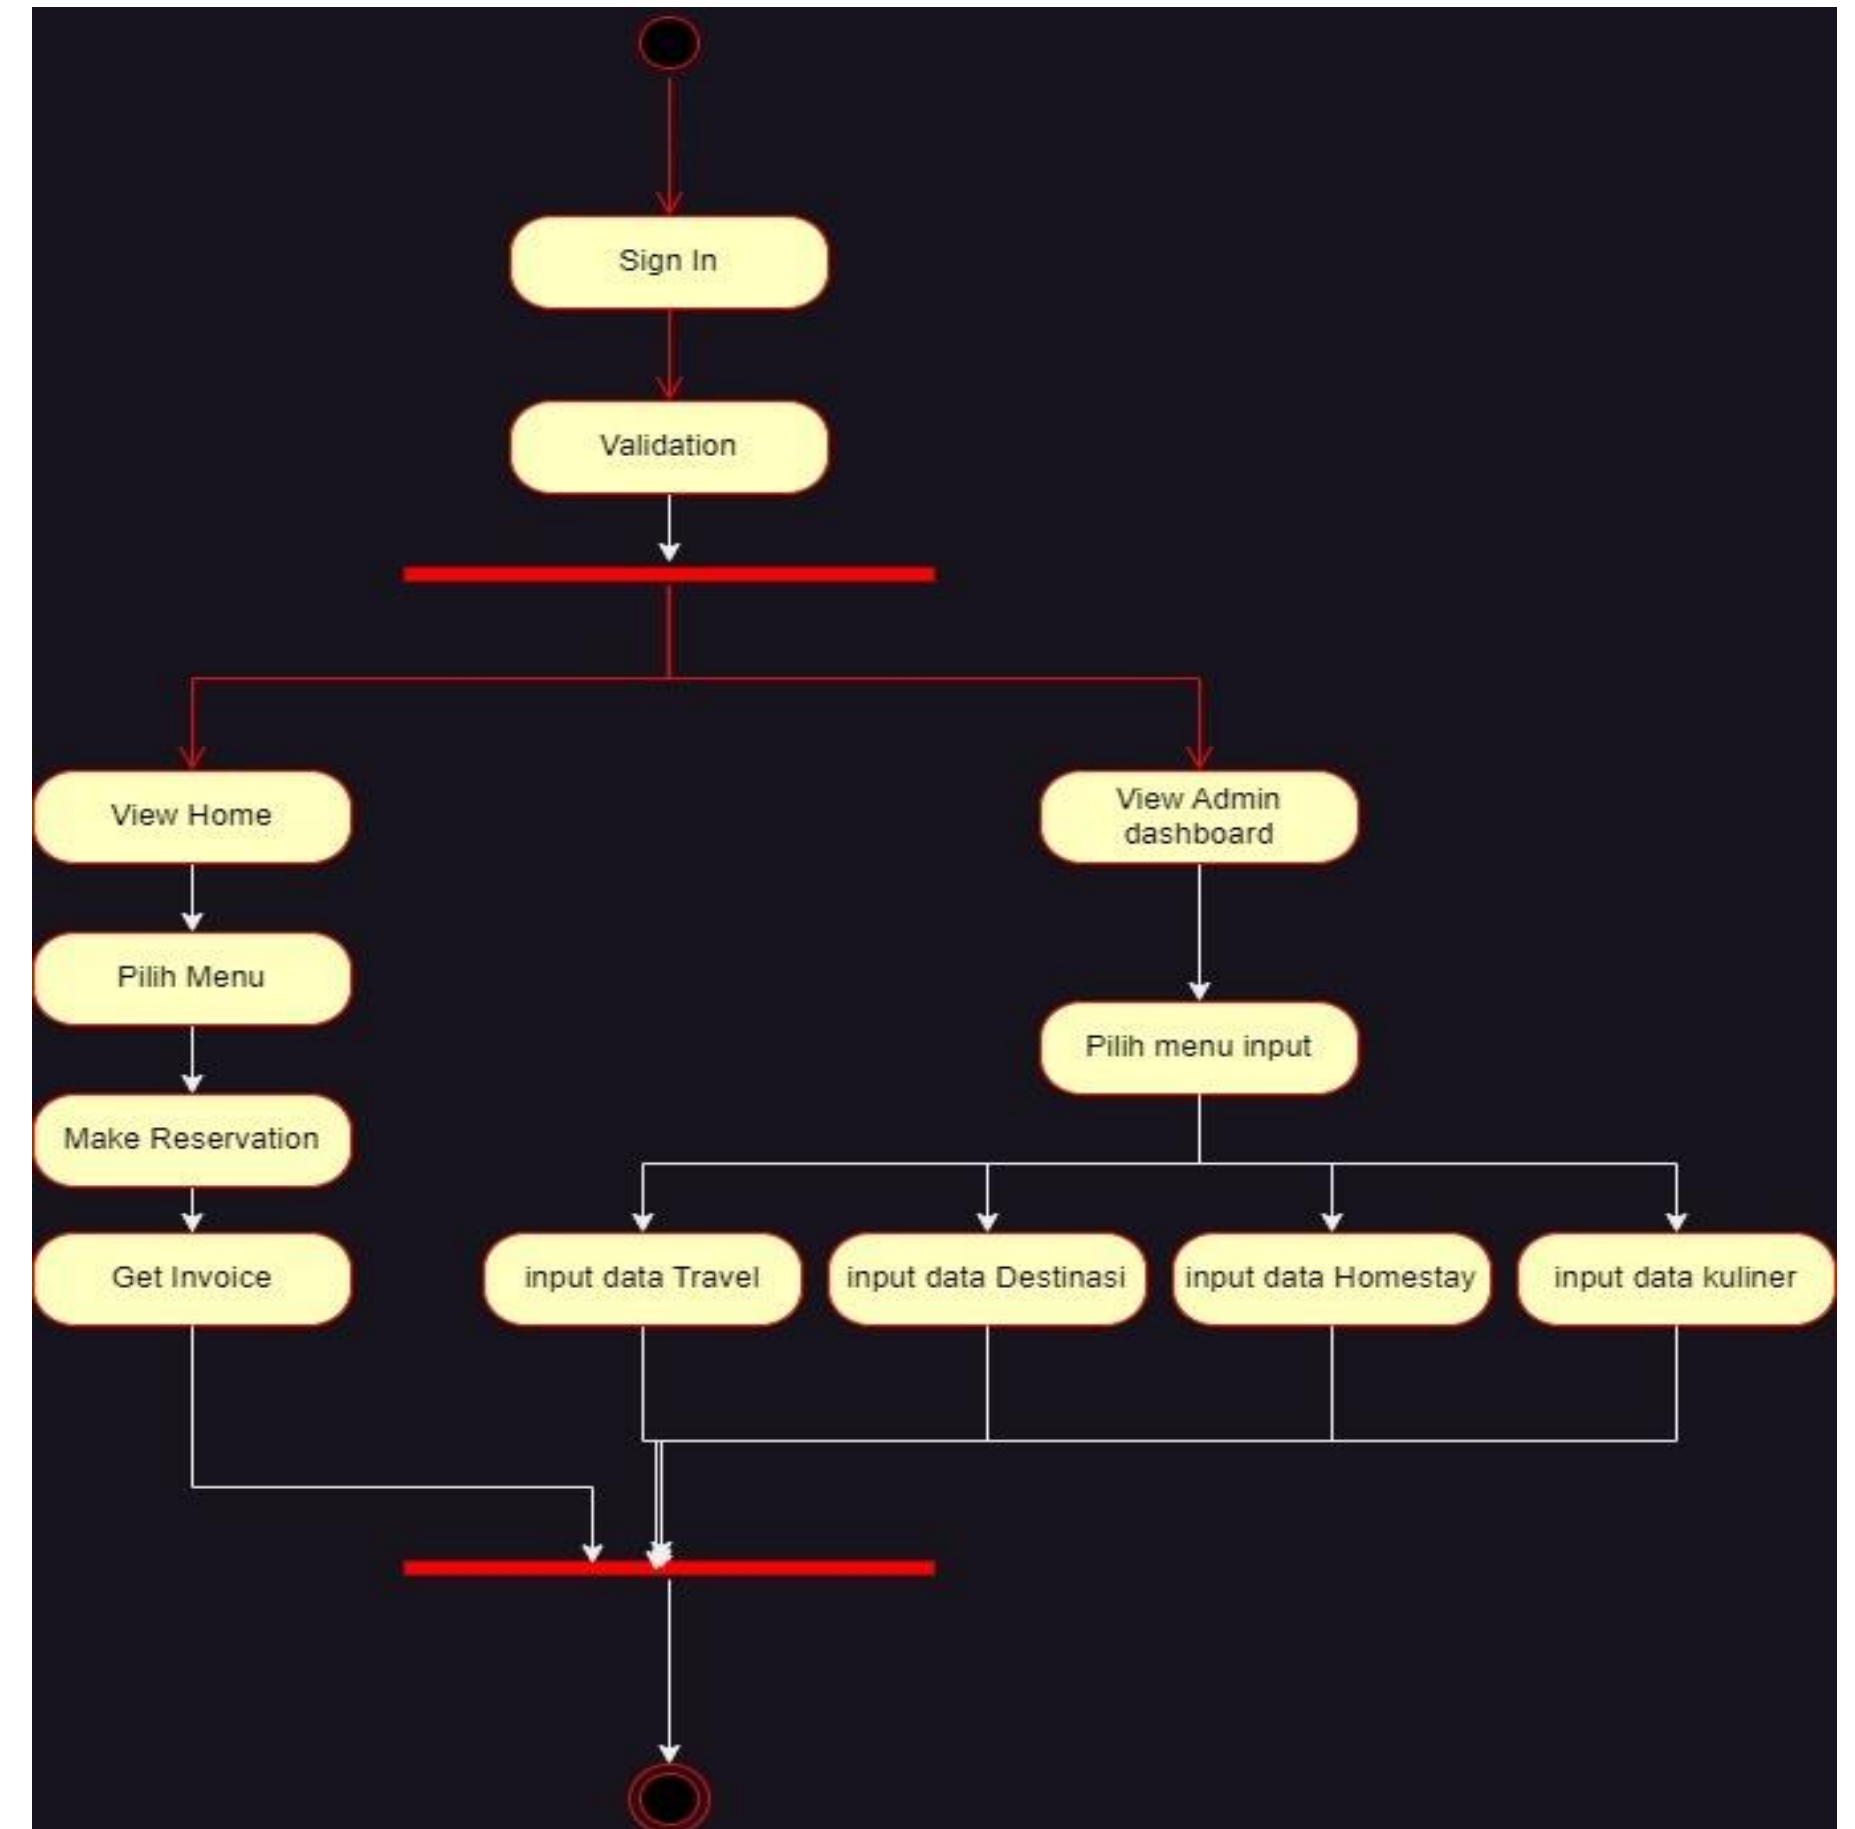 Sign In
Validation
View Home
View Admin
dashboard
Pilih Menu
Pilih menu input
Make Reservation
Get Invoice
input data Travel
input data Destinasi
input data Homestay
input data kuliner